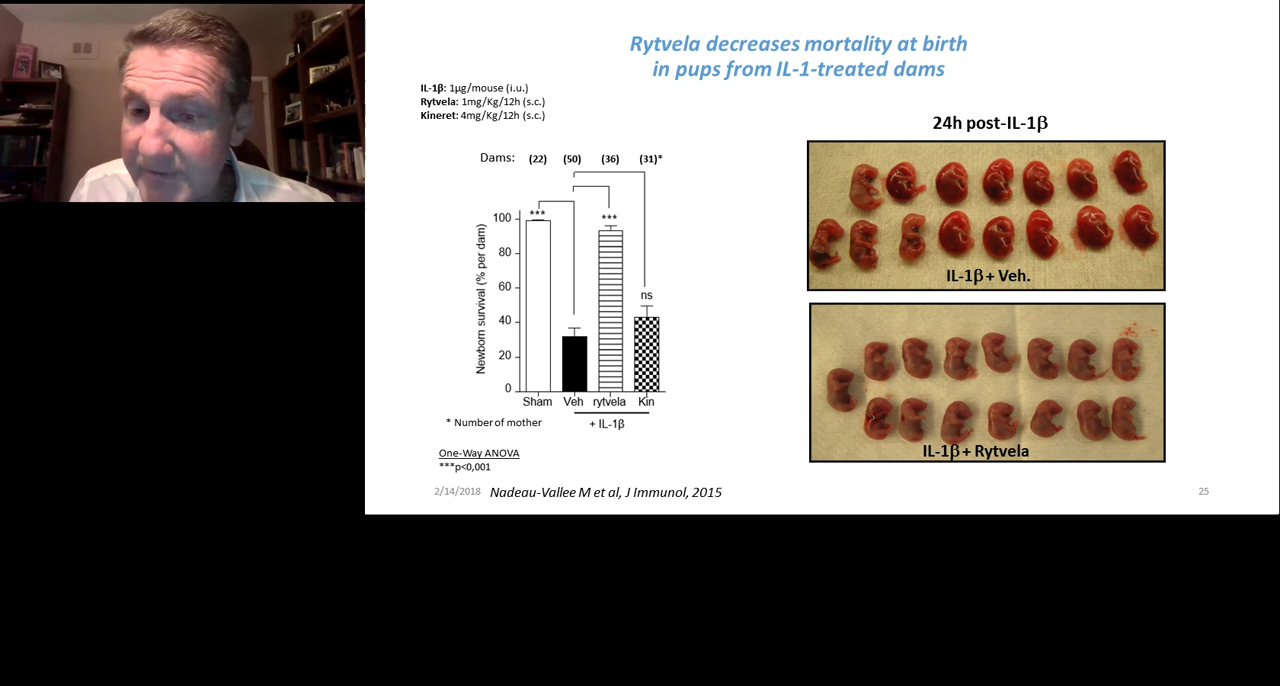 Rytvela decreases mortality at birth
in pups from IL-1-treated dams
IL-1β: 1µg/mouse (i.u.)
Rytvela: 1mg/Kg/12h (s.c.)
Kineret: 4mg/Kg/12h (s.c.)
24h post-IL-1β
Dams: (22) (50) (36) (31)*
***
***
ns
Newborn survival (% per dam)
100
80
60
40
20
0
Sham Veh rytvela Kin
* Number of mother
+ IL-1β
One-Way ANOVA
***p<0,001
IL-1β + Veh.
IL-1β + Rytvela
2/14/2018 Nadeau-Vallee M et al, J Immunol, 2015
25